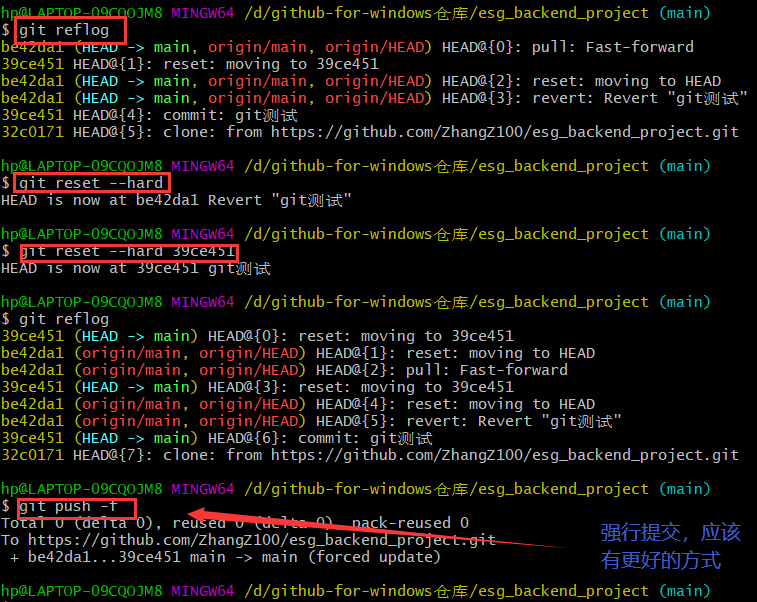 hp@LAPTOP-O9CQOJM8 MINGW64 /d/github-for-windows仓库/esg_backend_project (main)
$ git reflog
be42da1 (HEAD -> main, origin/main, origin/HEAD) HEAD@{0}: pull: Fast-forward
39ce451 HEAD@{1}: reset: moving to 39ce451
be42da1 (HEAD -> main, origin/main, origin/HEAD) HEAD@{2}: reset: moving to HEAD
be42da1 (HEAD -> main, origin/main, origin/HEAD) HEAD@{3}: revert: Revert "git测试"
39ce451 HEAD@{4}: commit: git测试
32c0171 HEAD@{5}: clone: from https://github.com/ZhangZ100/esg_backend_project.git
hp@LAPTOP-O9CQOJM8 MINGW64 /d/github-for-windows仓库/esg_backend_project (main)
$ git reset --hard
HEAD is now at be42da1 Revert "git测试"
hp@LAPTOP-O9CQOJM8 MINGW64 /d/github-for-windows仓库/esg_backend_project (main)
$ git reset --hard 39ce451
HEAD is now at 39ce451 git测试
hp@LAPTOP-O9CQOJM8 MINGW64 /d/github-for-windows仓库/esg_backend_project (main)
$ git reflog
39ce451 (HEAD -> main) HEAD@{0}: reset: moving to 39ce451
be42da1 (origin/main, origin/HEAD) HEAD@{1}: reset: moving to HEAD
be42da1 (origin/main, origin/HEAD) HEAD@{2}: pull: Fast-forward
39ce451 (HEAD -> main) HEAD@{3}: reset: moving to 39ce451
be42da1 (origin/main, origin/HEAD) HEAD@{4}: reset: moving to HEAD
be42da1 (origin/main, origin/HEAD) HEAD@{5}: revert: Revert "git测试"
39ce451 (HEAD -> main) HEAD@{6}: commit: git测试
32c0171 HEAD@{7}: clone: from https://github.com/ZhangZ100/esg_backend_project.git
hp@LAPTOP-O9CQOJM8 MINGW64 /d/github-for-windows仓库/esg_backend_project (main)
$ git push -f
Total 0 (delta 0), reused 0 (delta 0), pack-reused 0
To https://github.com/ZhangZ100/esg_backend_project.git
 + be42da1...39ce451 main -> main (forced update)
强行提交，应该
有更好的方式
hp@LAPTOP-O9CQOJM8 MINGW64 /d/github-for-windows仓库/esg_backend_project (main)